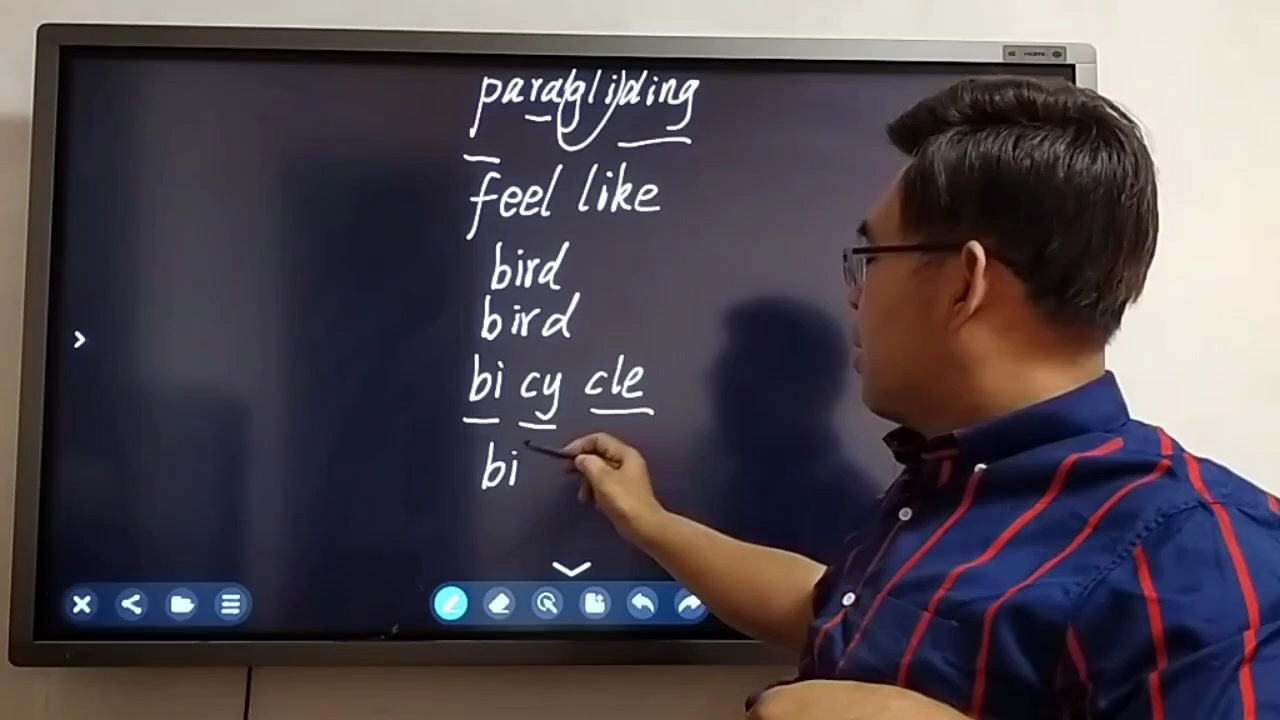 paragliding
feel like
bird
bird
bi cy cle
bi